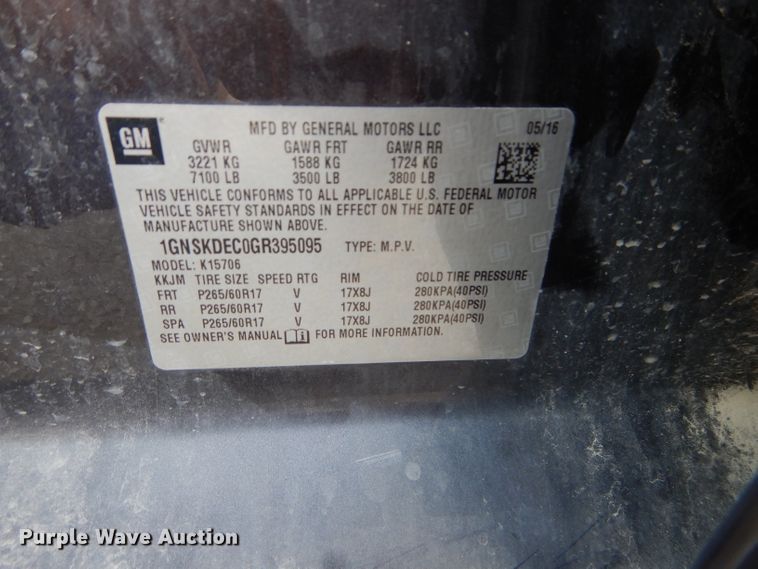 GM MFD BY GENERAL MOTORS LLC 05/16
GVWR GAWR FRT GAWR RR
3221 KG 1588 KG 1724 KG
7100 LB 3500 LB 3800 LB
THIS VEHICLE CONFORMS TO ALL APPLICABLE U.S. FEDERAL MOTOR
VEHICLE SAFETY STANDARDS IN EFFECT ON THE DATE OF
MANUFACTURE SHOWN ABOVE.
1GNSKDEC0GR395095 TYPE: M.P.V.
MODEL: K15706
KKJM TIRE SIZE SPEED RTG RIM COLD TIRE PRESSURE
FRT P265/60R17 V 17X8J 280KPA(40PSI)
RR P265/60R17 V 17X8J 280KPA(40PSI)
SPA P265/60R17 V 17X8J 280KPA(40PSI)
SEE OWNER'S MANUAL FOR MORE INFORMATION.
Purple Wave Auction